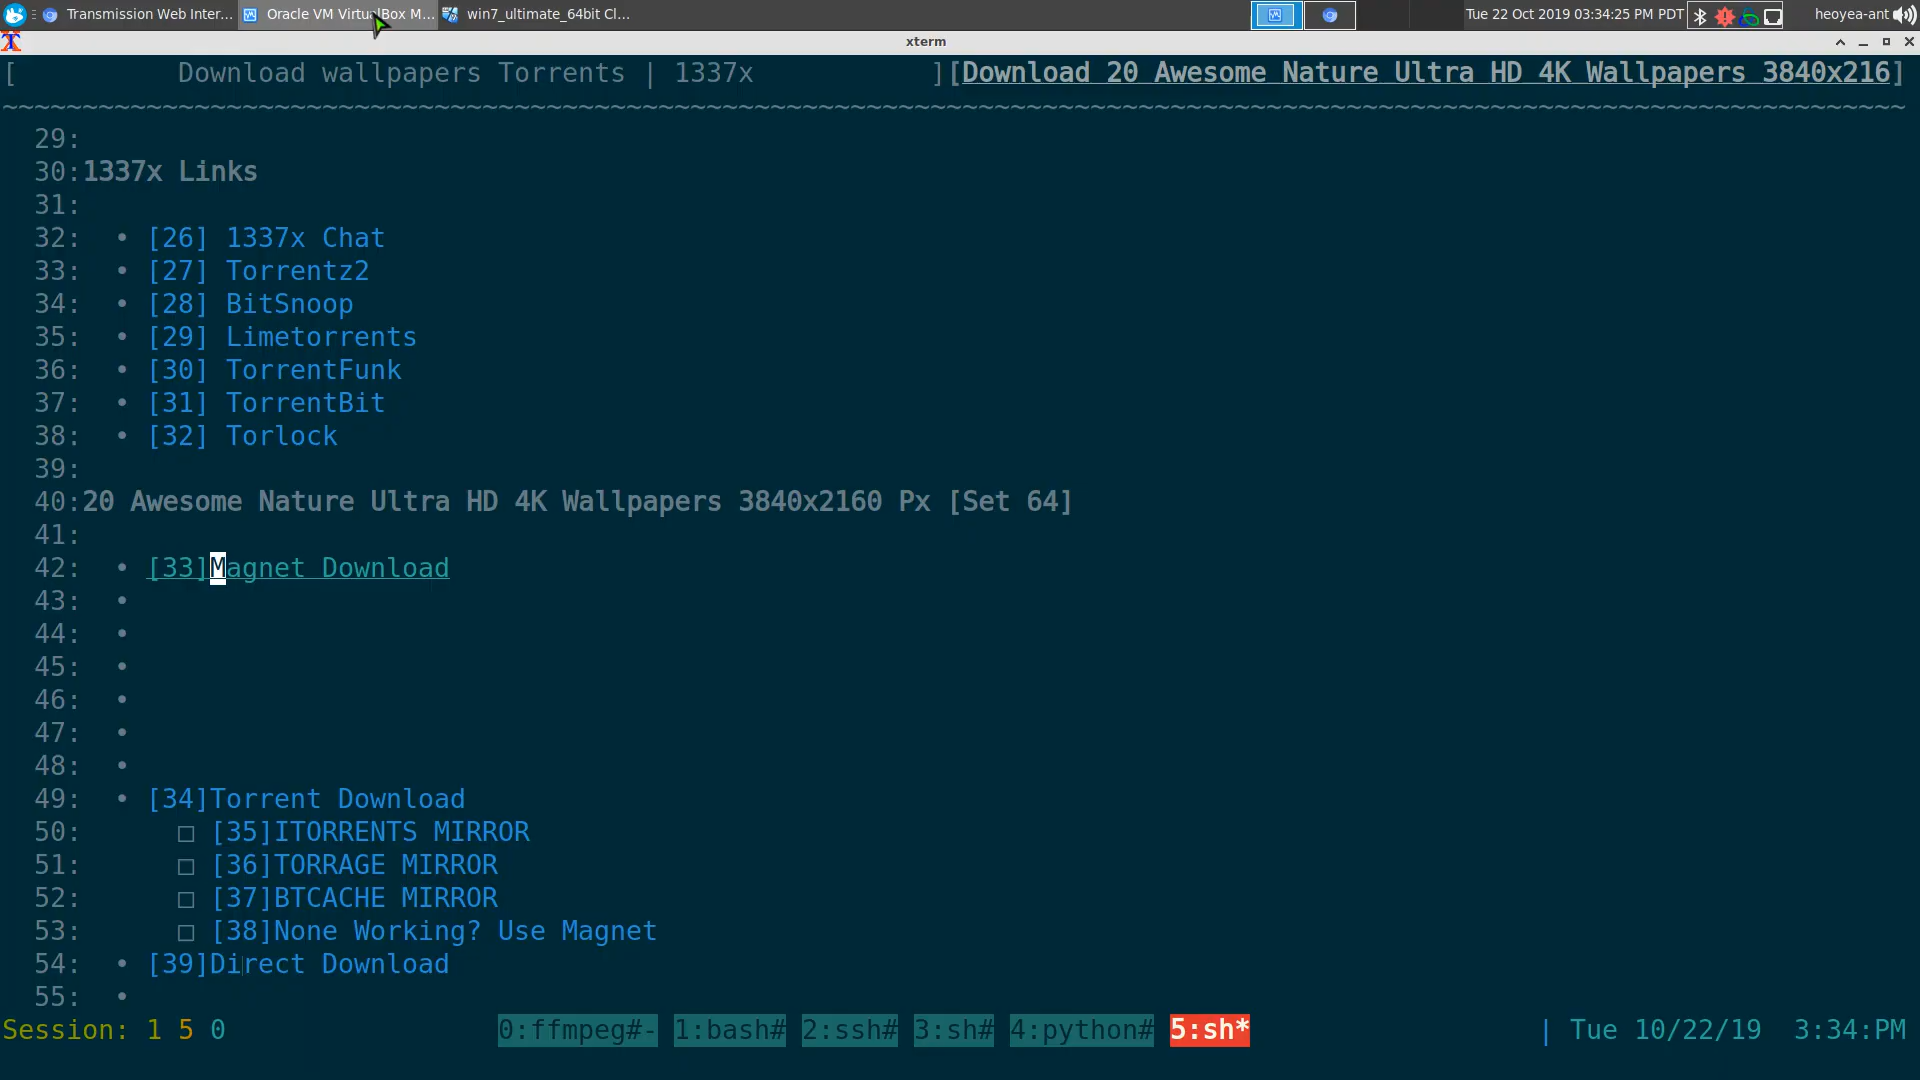 Transmission Web Inter... Oracle VM VirtualBox M... win7_ultimate_64bit Cl... Tue 22 Oct 2019 03:34:25 PM PDT heoyea-ant
xterm
[ Download wallpapers Torrents | 1337x ][Download 20 Awesome Nature Ultra HD 4K Wallpapers 3840x216]
29:
30:1337x Links
31:
32: • [26] 1337x Chat
33: • [27] Torrentz2
34: • [28] BitSnoop
35: • [29] Limetorrents
36: • [30] TorrentFunk
37: • [31] TorrentBit
38: • [32] Torlock
39:
40:20 Awesome Nature Ultra HD 4K Wallpapers 3840x2160 Px [Set 64]
41:
42: • [33]Magnet Download
43: •
44: •
45: •
46: •
47: •
48: •
49: • [34]Torrent Download
50: □ [35]ITORRENTS MIRROR
51: □ [36]TORRAGE MIRROR
52: □ [37]BTCACHE MIRROR
53: □ [38]None Working? Use Magnet
54: • [39]Direct Download
55: •
Session: 1 5 0 0:ffmpeg#- 1:bash# 2:ssh# 3:sh# 4:python# 5:sh* | Tue 10/22/19 3:34:PM